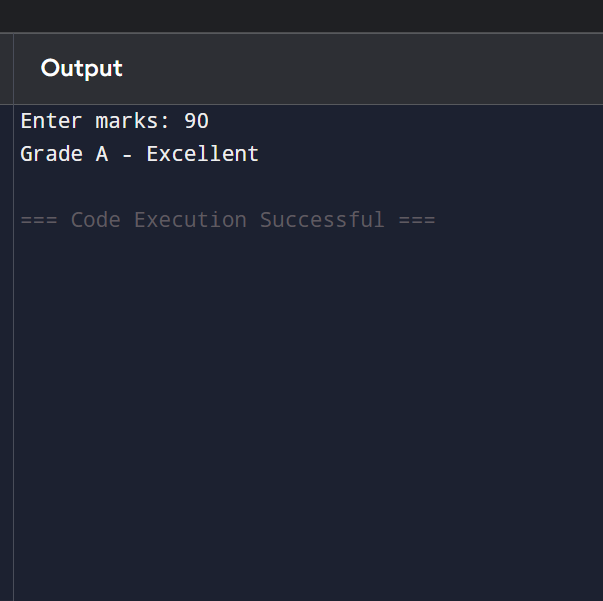 Output
Enter marks: 90
Grade A - Excellent
=== Code Execution Successful ===